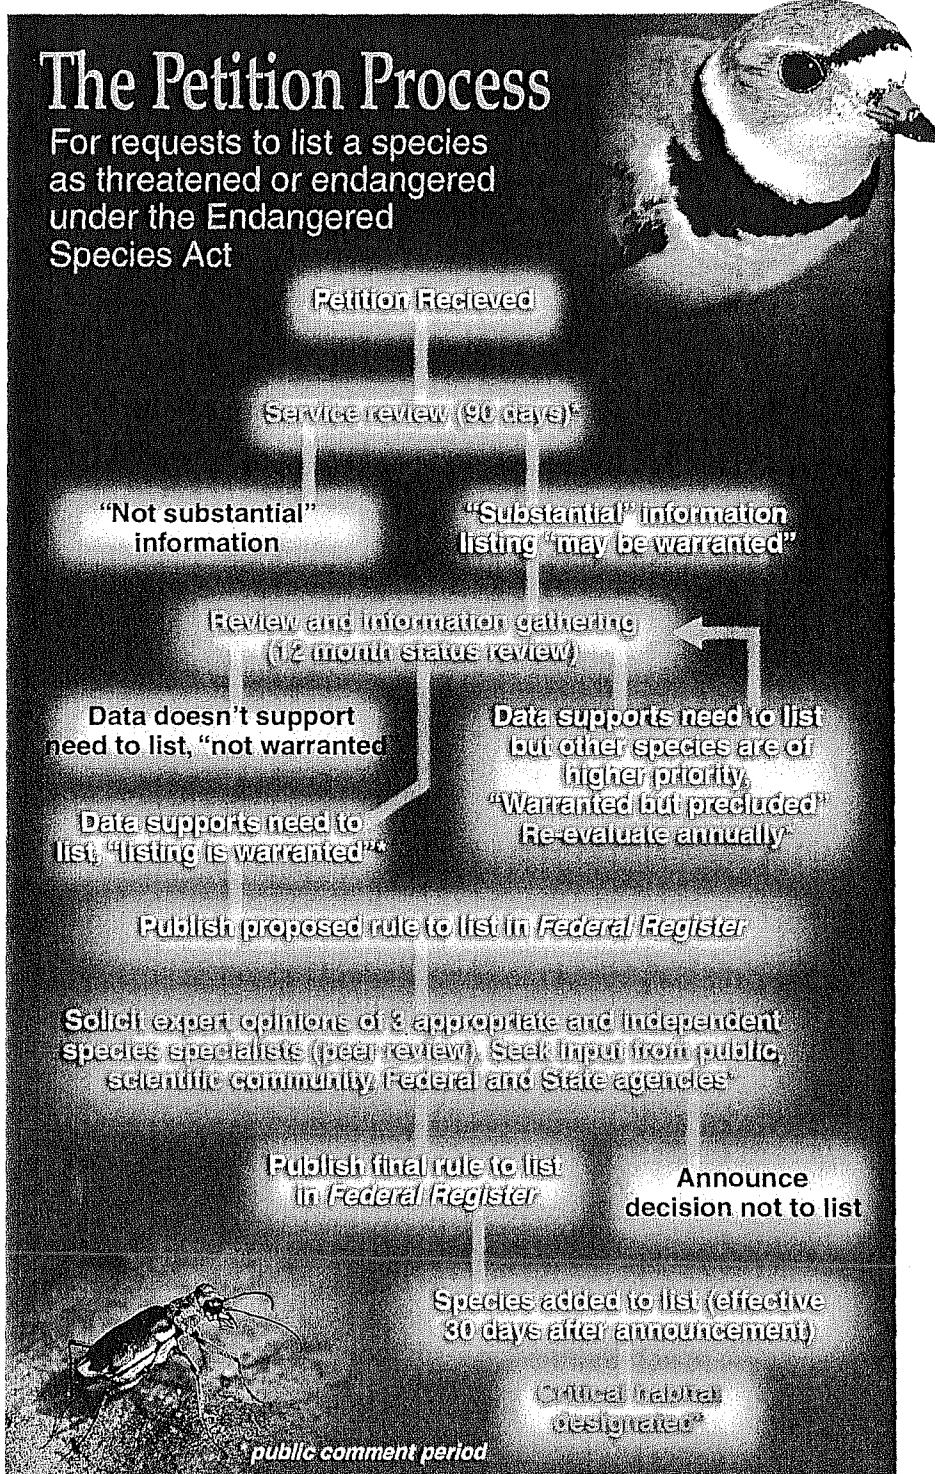 The Petition Process
For requests to list a species
as threatened or endangered
under the Endangered
Species Act
Petition Recieved
Service review (90 days)*
“Not substantial”
information
“Substantial” information
listing “may be warranted”
Review and information gathering
(12 month status review)
Data doesn't support
need to list, “not warranted”
Data supports need to list
but other species are of
higher priority,
“Warranted but precluded”
Re-evaluate annually*
Data supports need to
list, “listing is warranted”*
Publish proposed rule to list in Federal Register
Solicit expert opinions of 3 appropriate and independent
species specialists (peer review). Seek input from public,
scientific community, Federal and State agencies*
Publish final rule to list
in Federal Register
Announce
decision not to list
Species added to list (effective
30 days after announcement)
Critical habitat
designated*
* public comment period